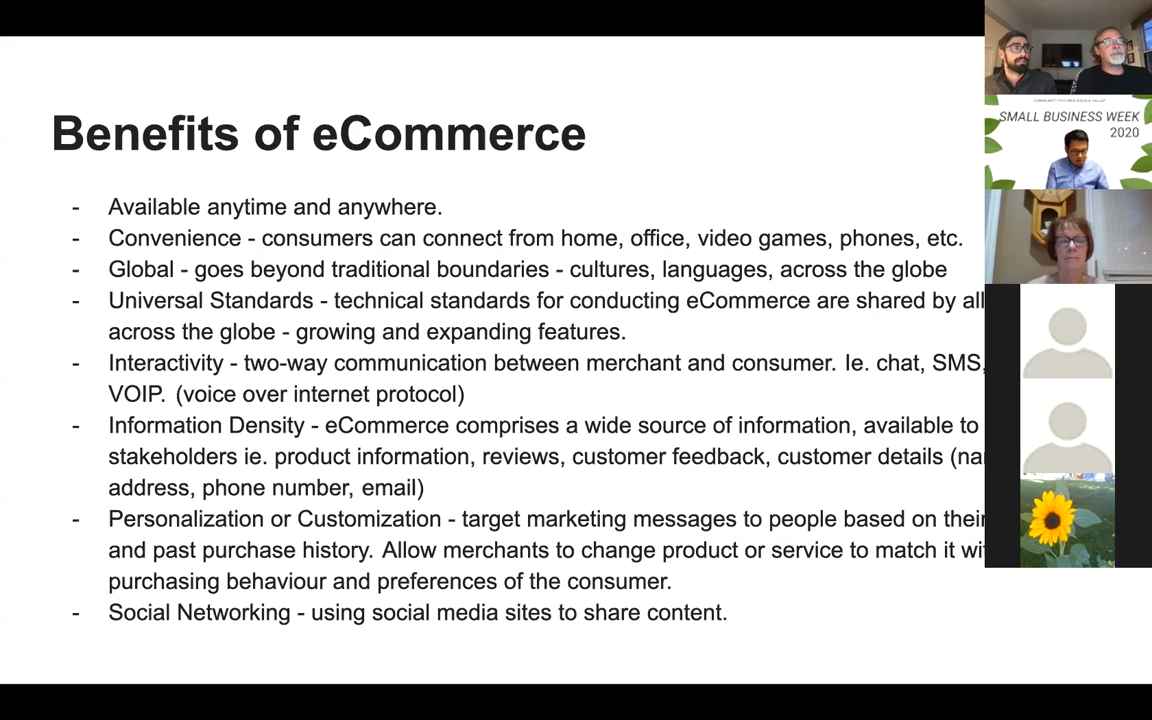 Benefits of eCommerce
- Available anytime and anywhere.
- Convenience - consumers can connect from home, office, video games, phones, etc.
- Global - goes beyond traditional boundaries - cultures, languages, across the globe
- Universal Standards - technical standards for conducting eCommerce are shared by all
across the globe - growing and expanding features.
- Interactivity - two-way communication between merchant and consumer. Ie. chat, SMS,
VOIP. (voice over internet protocol)
- Information Density - eCommerce comprises a wide source of information, available to
stakeholders ie. product information, reviews, customer feedback, customer details
address, phone number, email)
- Personalization or Customization - target marketing messages to people based on their
and past purchase history. Allow merchants to change product or service to match it
purchasing behaviour and preferences of the consumer.
- Social Networking - using social media sites to share content.
COMMUNITY FUTURES NICOLA VALLEY
SMALL BUSINESS WEEK
2020